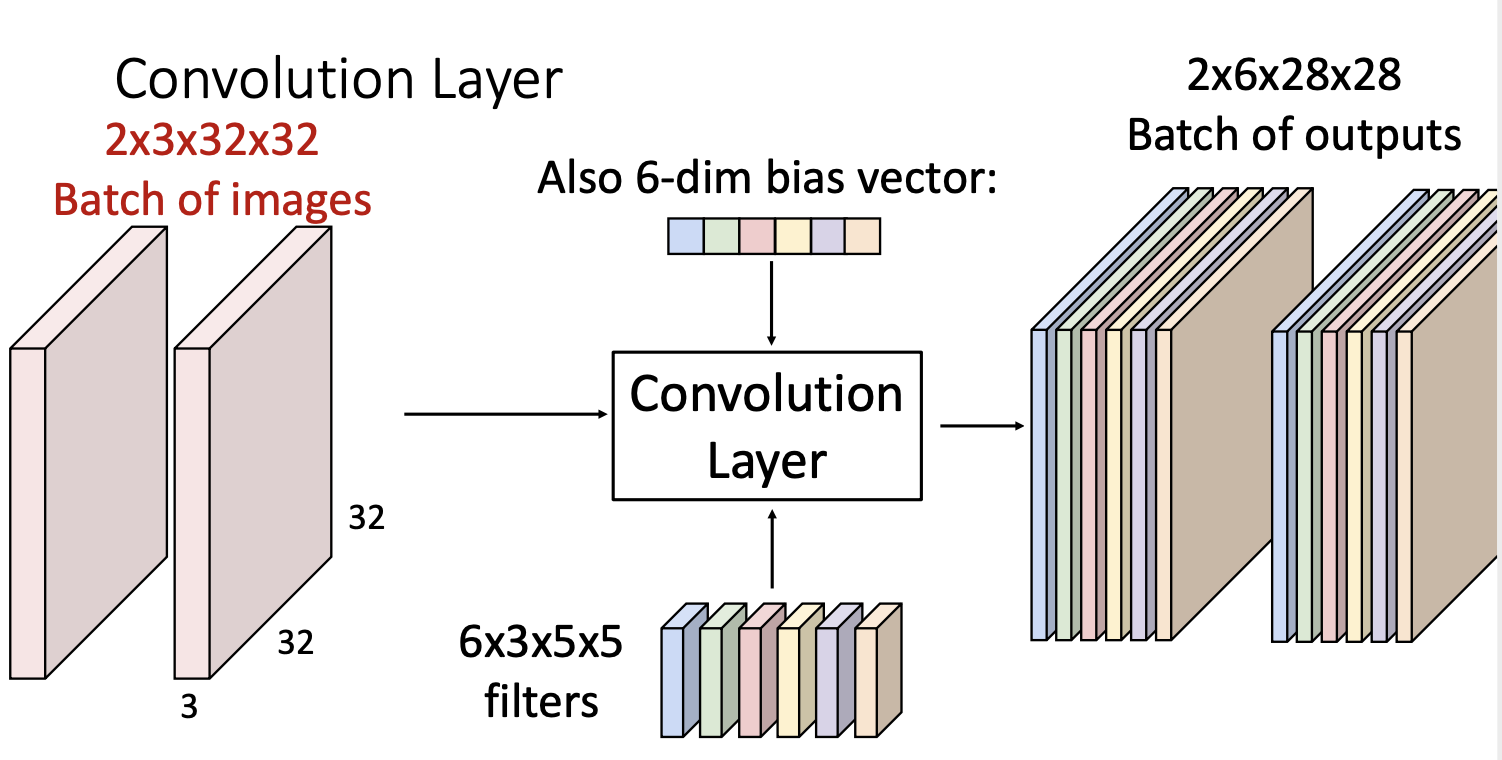 Convolution Layer
2x3x32x32
Batch of images
32
32
3
Also 6-dim bias vector:
Convolution
Layer
6x3x5x5
filters
2x6x28x28
Batch of outputs